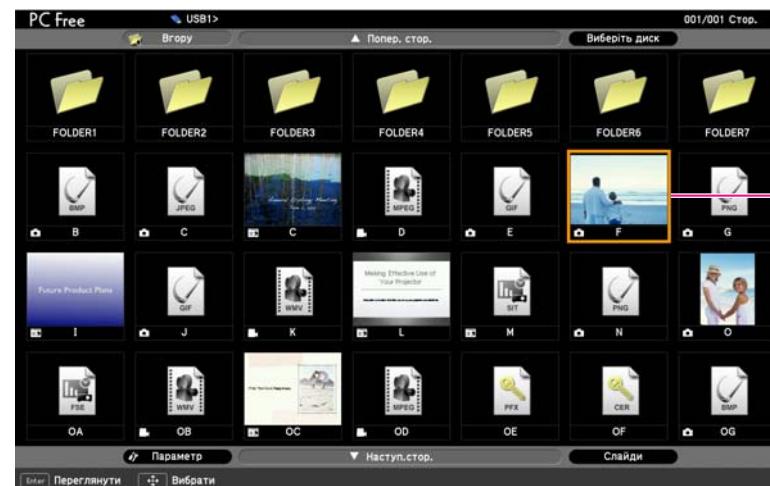 PC Free USB1> 001/001 Стор.
Вгору Попер. стор. Виберіть диск
FOLDER1 FOLDER2 FOLDER3 FOLDER4 FOLDER5 FOLDER6 FOLDER7
BMP JPEG MPEG GIF PNG
B C C D E F G
Future Product Plans GIF WMV Making Effective Use of
Your Projector SIT PNG
I J K L M N O
FSE WMV MPEG PFX CER BMP
OA OB OC OD OE OF OG
Параметр Наступ.стор. Слайди
Enter Переглянути Вибрати